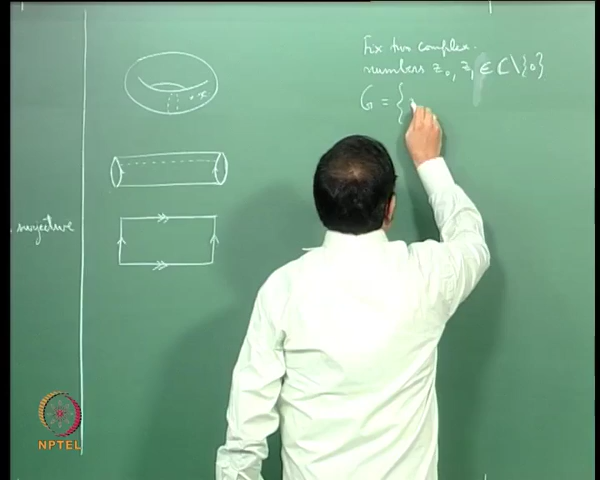 Fix two complex.
numbers z₀, z₁ ∈ ℂ \ {0}
G = {
surjective
NPTEL